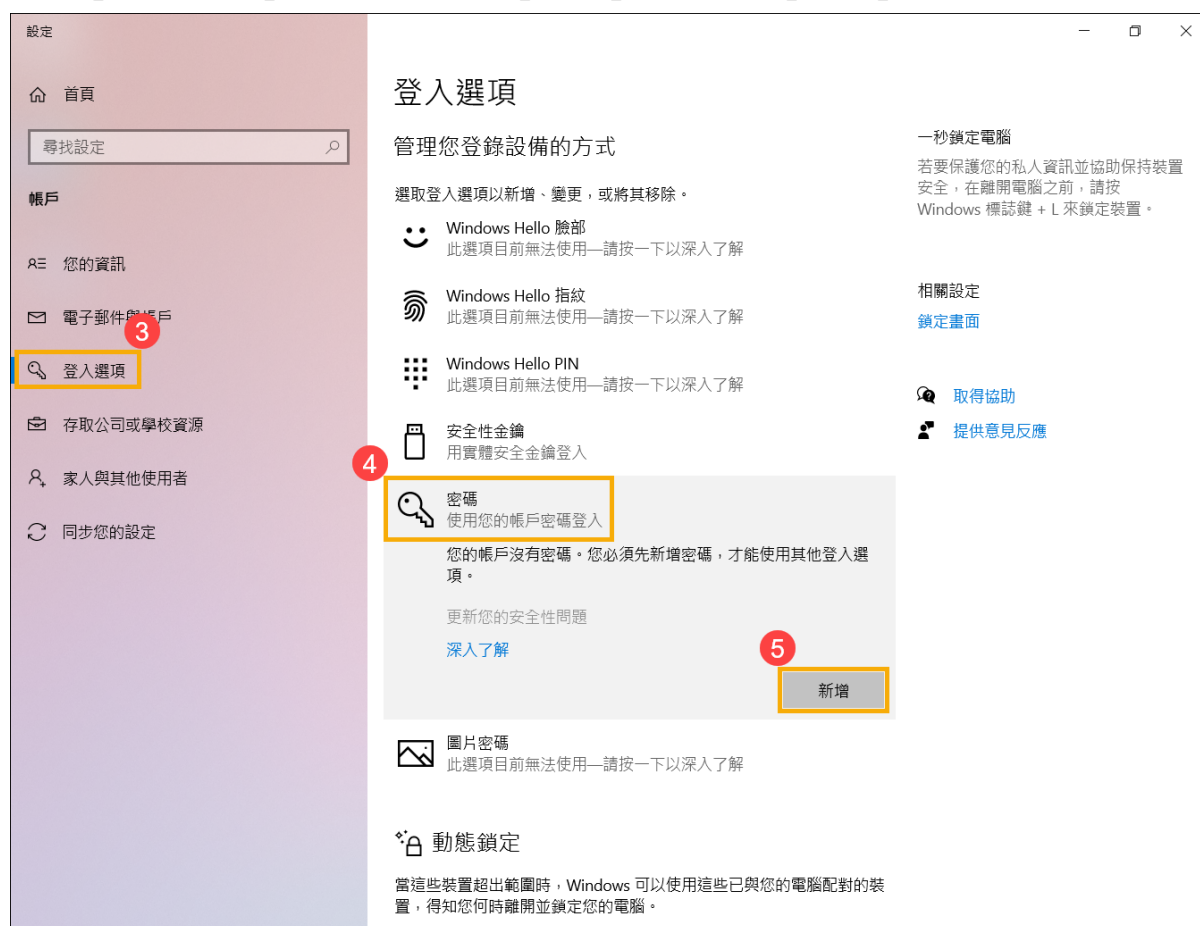 設定
首頁
尋找設定
帳戶
您的資訊
電子郵件與帳戶
3
登入選項
存取公司或學校資源
家人與其他使用者
同步您的設定
登入選項
管理您登錄設備的方式
選取登入選項以新增、變更，或將其移除。
Windows Hello 臉部
此選項目前無法使用—請按一下以深入了解
Windows Hello 指紋
此選項目前無法使用—請按一下以深入了解
Windows Hello PIN
此選項目前無法使用—請按一下以深入了解
安全性金鑰
用實體安全金鑰登入
4
密碼
使用您的帳戶密碼登入
您的帳戶沒有密碼。您必須先新增密碼，才能使用其他登入選
項。
更新您的安全性問題
深入了解
5
新增
圖片密碼
此選項目前無法使用—請按一下以深入了解
動態鎖定
當這些裝置超出範圍時，Windows 可以使用這些已與您的電腦配對的裝
置，得知您何時離開並鎖定您的電腦。
一秒鎖定電腦
若要保護您的私人資訊並協助保持裝置
安全，在離開電腦之前，請按
Windows 標誌鍵 + L 來鎖定裝置。
相關設定
鎖定畫面
取得協助
提供意見反應